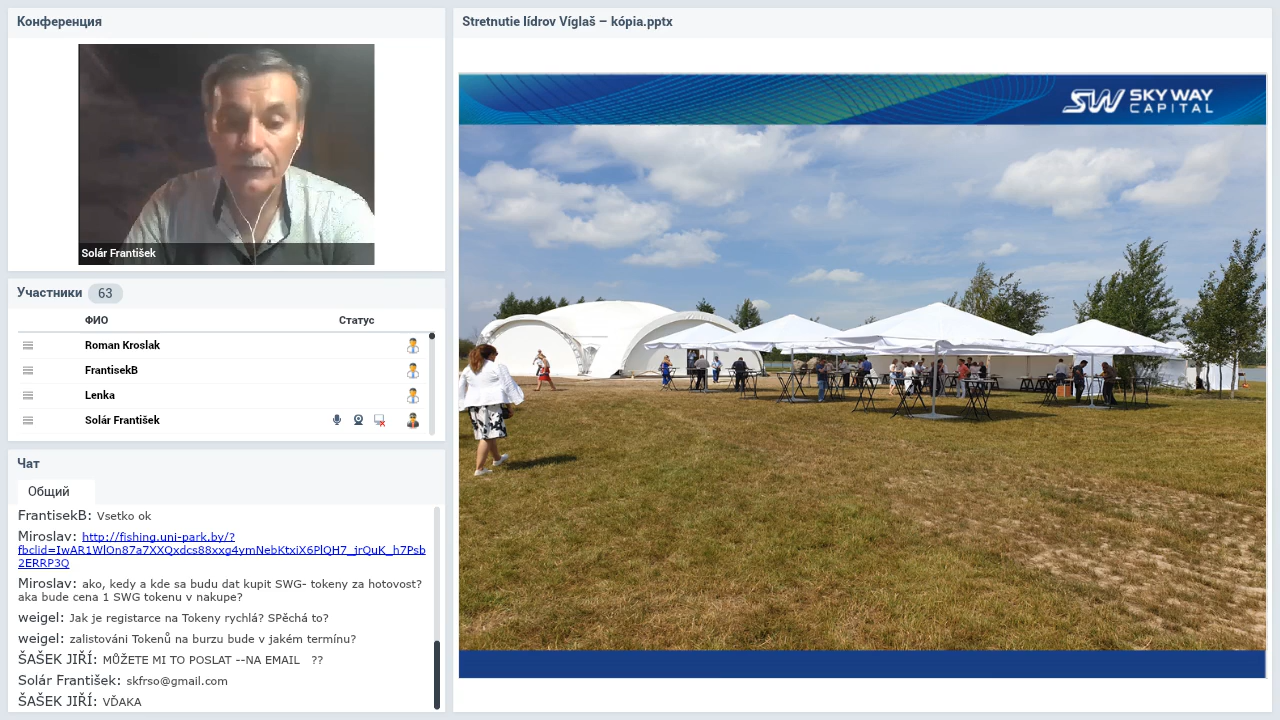 Конференция
Solár František
Участники 63
ФИО Статус
Roman Kroslak
FrantisekB
Lenka
Solár František
Чат
Общий
FrantisekB: Vsetko ok
Miroslav: http://fishing.uni-park.by/?
fbclid=IwAR1WlOn87a7XXQxdcs88xxg4ymNebKtxiX6PlQH7_jrQuK_h7Psb
2ERRP3Q
Miroslav: ako, kedy a kde sa budu dat kupit SWG- tokeny za hotovost?
aka bude cena 1 SWG tokenu v nakupe?
weigel: Jak je registarce na Tokeny rychlá? SPěchá to?
weigel: zalistováni Tokenů na burzu bude v jakém termínu?
ŠAŠEK JIŘÍ: MŮŽETE MI TO POSLAT --NA EMAIL ??
Solár František: skfrso@gmail.com
ŠAŠEK JIŘÍ: VĎAKA
Stretnutie lídrov Víglaš – kópia.pptx
SW SKY WAY
CAPITAL